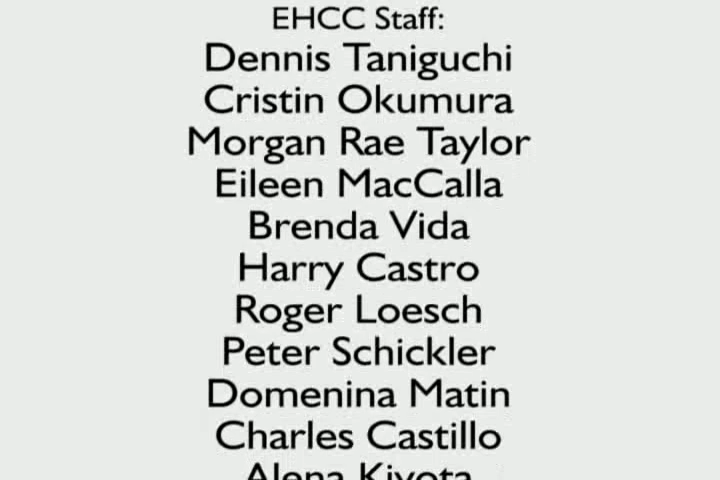 EHCC Staff:
Dennis Taniguchi
Cristin Okumura
Morgan Rae Taylor
Eileen MacCalla
Brenda Vida
Harry Castro
Roger Loesch
Peter Schickler
Domenina Matin
Charles Castillo
Alena Kiyota